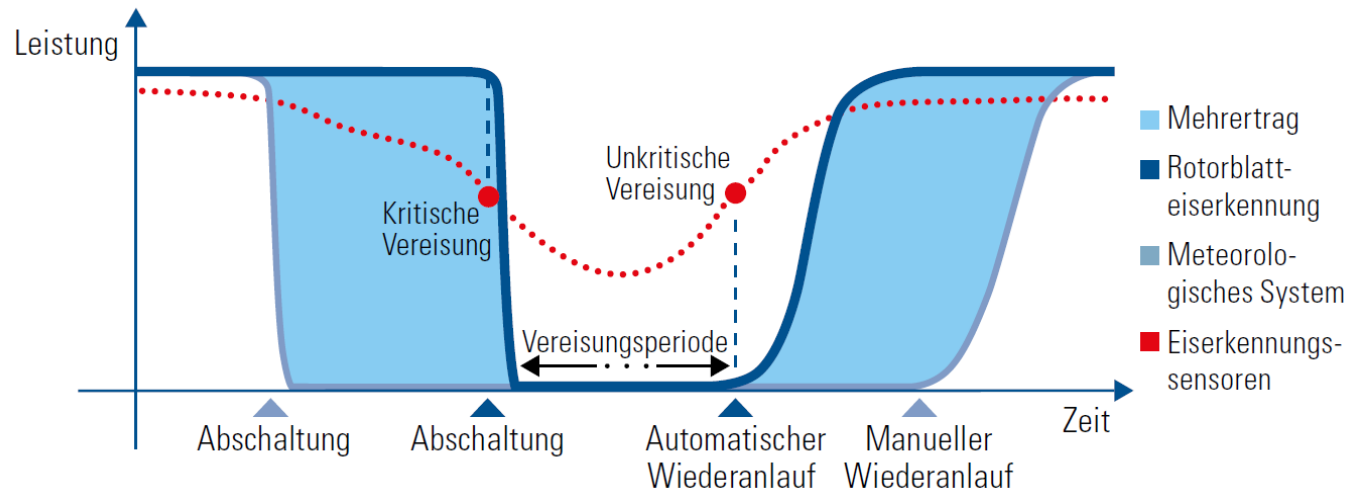 Leistung
Kritische
Vereisung
Unkritische
Vereisung
Vereisungsperiode
Zeit
Abschaltung
Abschaltung
Automatischer
Wiederanlauf
Manueller
Wiederanlauf
Mehrertrag
Rotorblatt-
eiserkennung
Meteorolo-
gisches System
Eiserkennungs-
sensoren